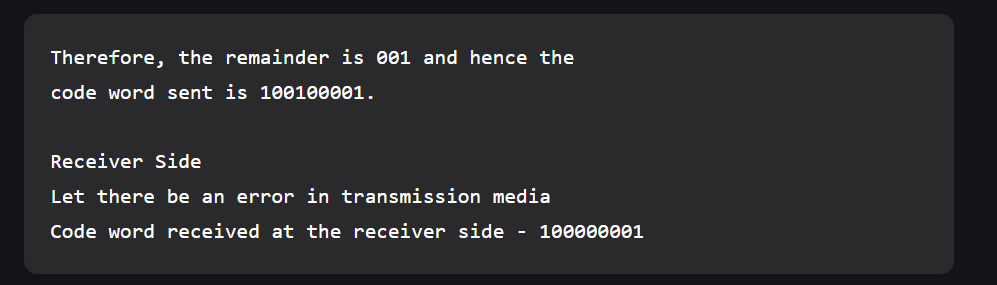 Therefore, the remainder is 001 and hence the
code word sent is 100100001.
Receiver Side
Let there be an error in transmission media
Code word received at the receiver side - 100000001